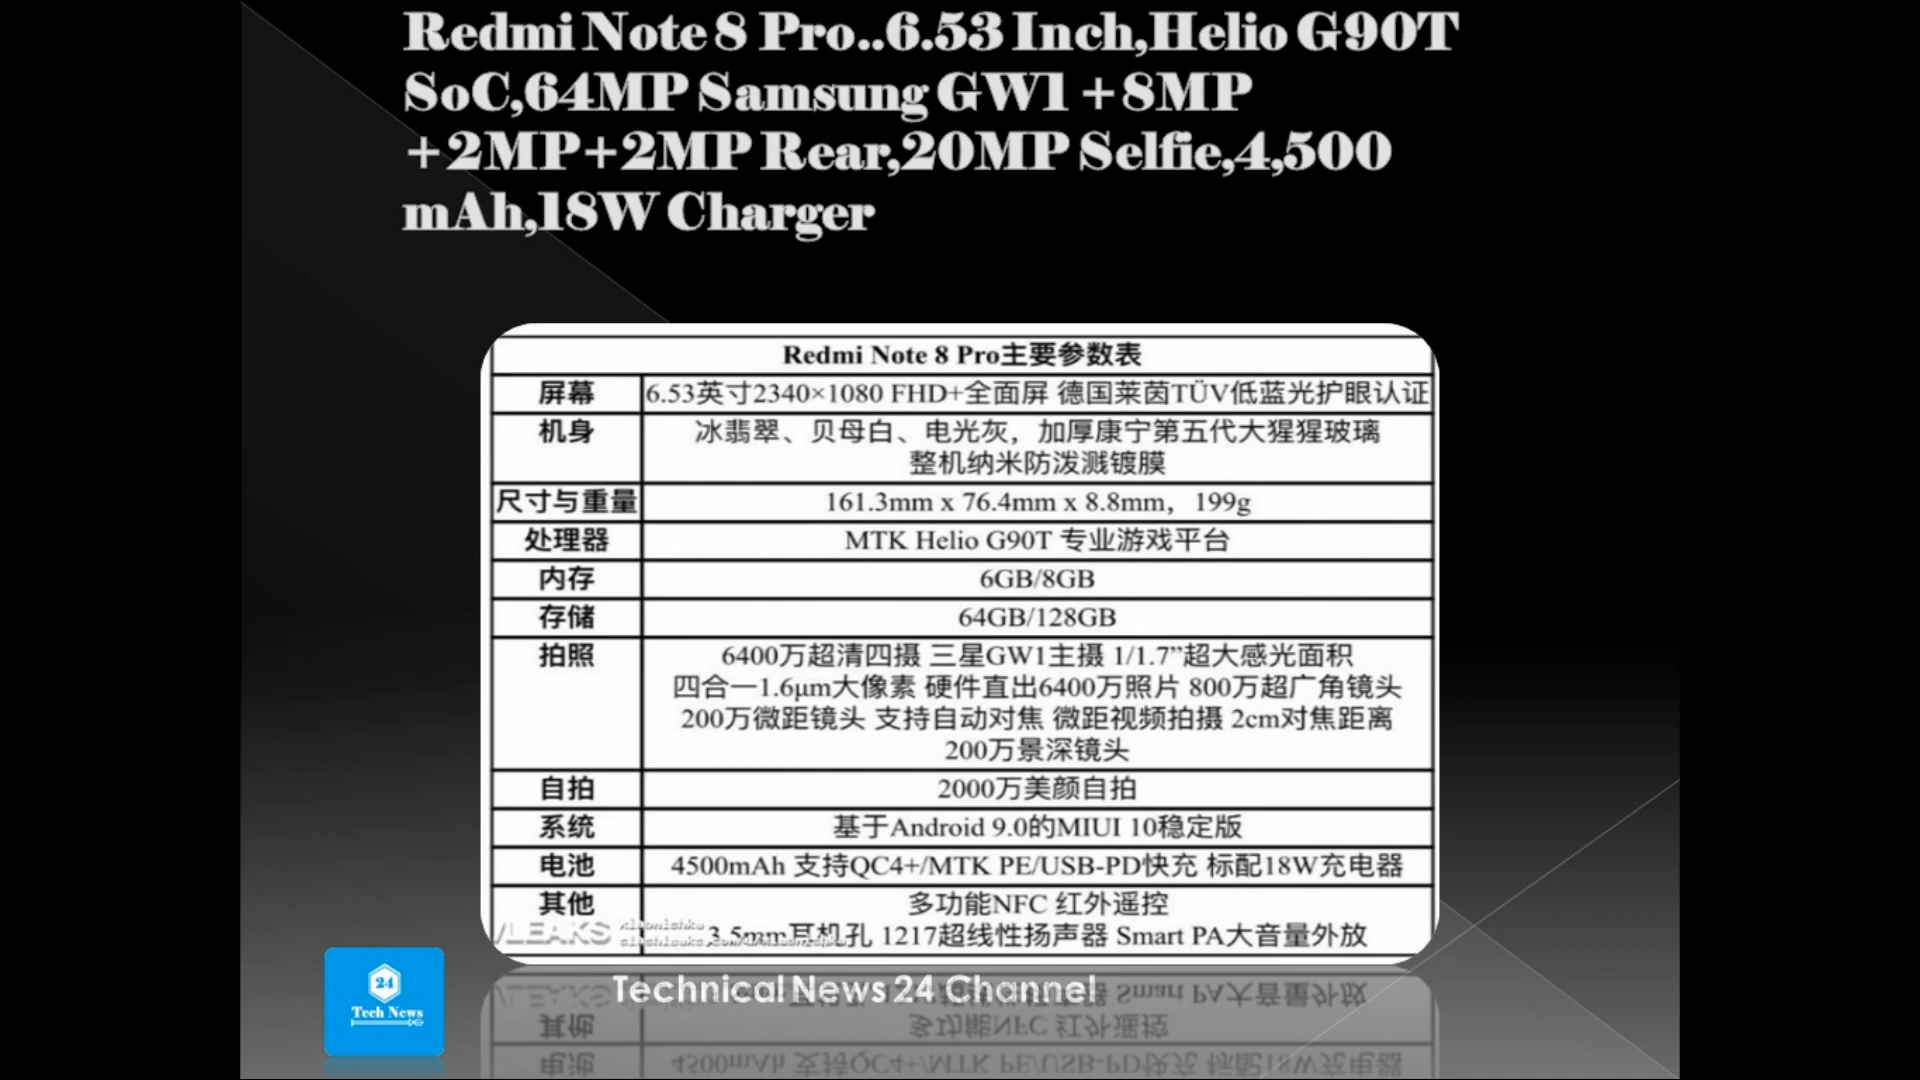 Redmi Note 8 Pro..6.53 Inch,Helio G90T
SoC,64MP Samsung GW1 +8MP
+2MP+2MP Rear,20MP Selfie,4,500
mAh,18W Charger
Redmi Note 8 Pro主要参数表
屏幕 6.53英寸2340×1080 FHD+全面屏 德国莱茵TÜV低蓝光护眼认证
机身 冰翡翠、贝母白、电光灰，加厚康宁第五代大猩猩玻璃
整机纳米防泼溅镀膜
尺寸与重量 161.3mm x 76.4mm x 8.8mm，199g
处理器 MTK Helio G90T 专业游戏平台
内存 6GB/8GB
存储 64GB/128GB
拍照 6400万超清四摄 三星GW1主摄 1/1.7”超大感光面积
四合一1.6μm大像素 硬件直出6400万照片 800万超广角镜头
200万微距镜头 支持自动对焦 微距视频拍摄 2cm对焦距离
200万景深镜头
自拍 2000万美颜自拍
系统 基于Android 9.0的MIUI 10稳定版
电池 4500mAh 支持QC4+/MTK PE/USB-PD快充 标配18W充电器
其他 多功能NFC 红外遥控
3.5mm耳机孔 1217超线性扬声器 Smart PA大音量外放
/LEAKS
24
Tech News
Technical News 24 Channel